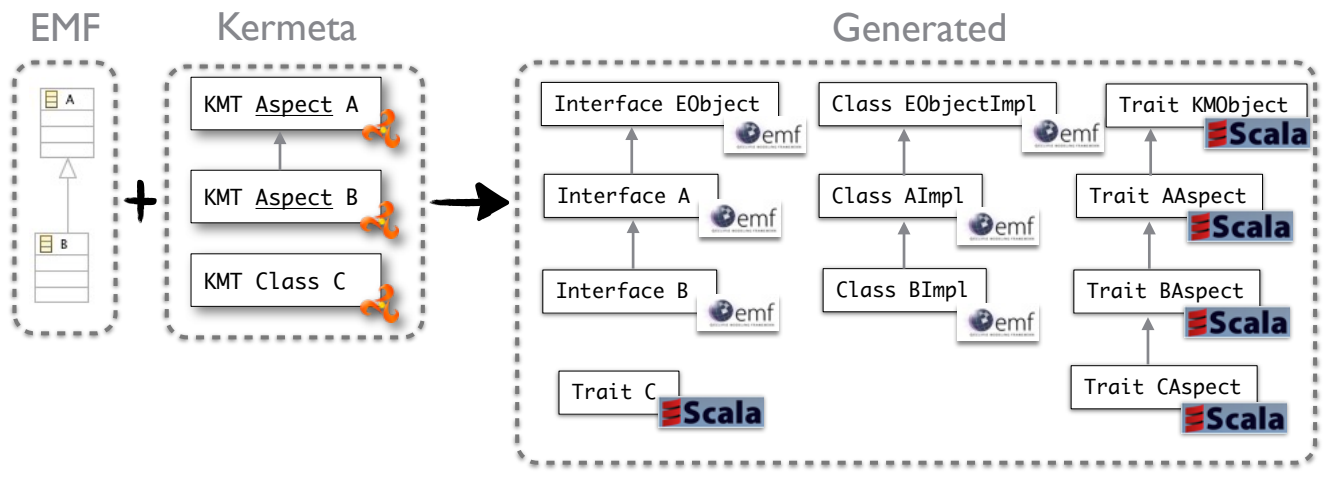 EMF
Kermeta
Generated
A
B
KMT Aspect A
KMT Aspect B
KMT Class C
+
Interface EObject
emf
Interface A
emf
Interface B
emf
Trait C
Scala
Class EObjectImpl
emf
Class AImpl
emf
Class BImpl
emf
Trait KMObject
Scala
Trait AAspect
Scala
Trait BAspect
Scala
Trait CAspect
Scala